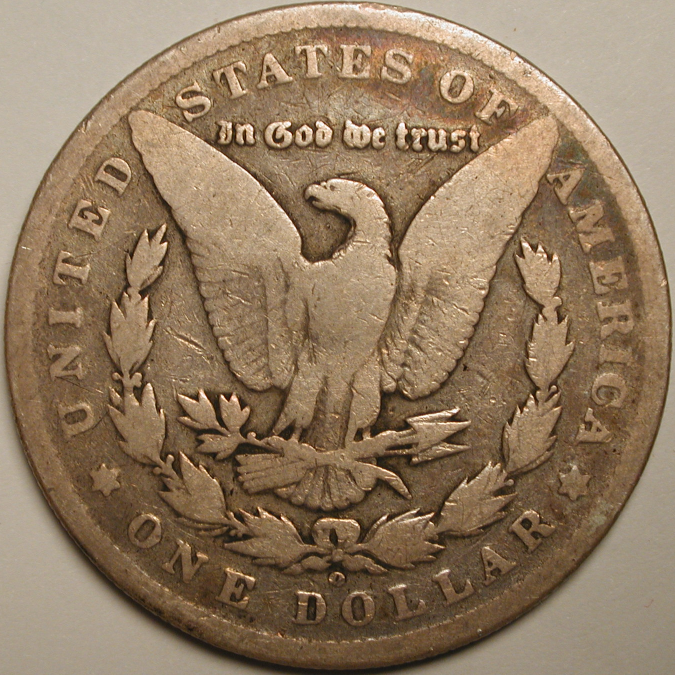 UNITED STATES OF AMERICA
In God we trust
O
ONE DOLLAR